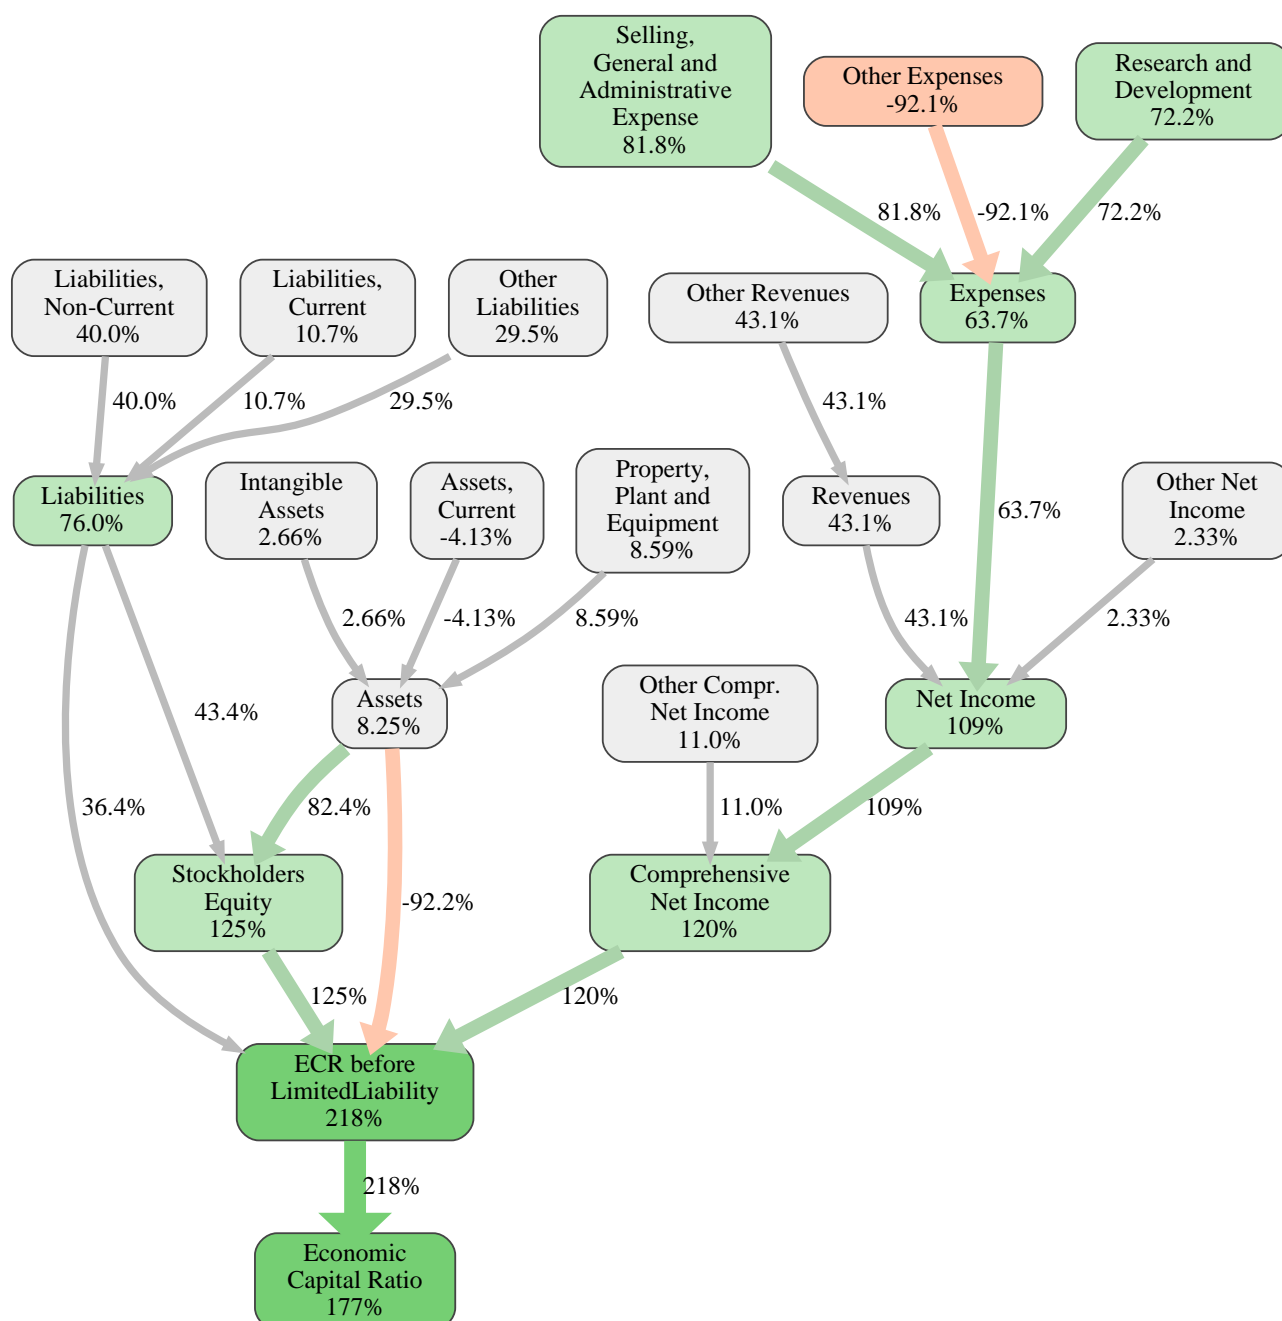 Selling,
General and
Administrative
Expense
81.8%
Other Expenses
-92.1%
Research and
Development
72.2%
81.8%
-92.1%
72.2%
Liabilities,
Non-Current
40.0%
Liabilities,
Current
10.7%
Other
Liabilities
29.5%
Other Revenues
43.1%
Expenses
63.7%
40.0%
10.7%
29.5%
43.1%
Liabilities
76.0%
Intangible
Assets
2.66%
Assets,
Current
-4.13%
Property,
Plant and
Equipment
8.59%
Revenues
43.1%
63.7%
Other Net
Income
2.33%
2.66%
-4.13%
8.59%
43.1%
2.33%
43.4%
Assets
8.25%
Other Compr.
Net Income
11.0%
Net Income
109%
36.4%
82.4%
11.0%
109%
Stockholders
Equity
125%
-92.2%
Comprehensive
Net Income
120%
125%
120%
ECR before
LimitedLiability
218%
218%
Economic
Capital Ratio
177%